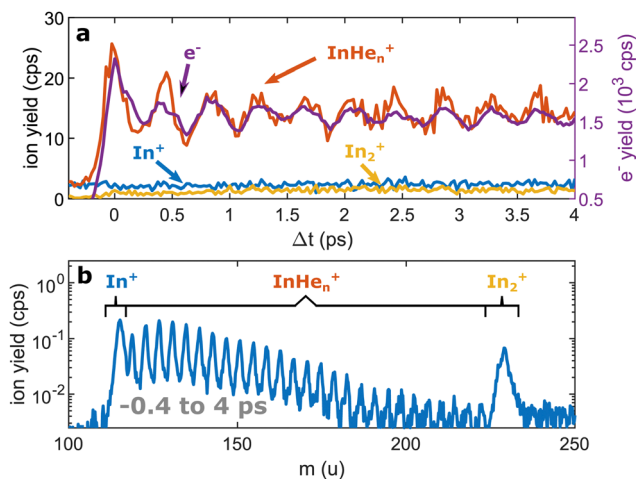 a
e⁻
InHeₙ⁺
In⁺
In₂⁺
ion yield (cps)
30
20
10
0
e⁻ yield (10³ cps)
2.5
2
1.5
1
0.5
0 0.5 1 1.5 2 2.5 3 3.5 4
Δt (ps)
b
In⁺ InHeₙ⁺ In₂⁺
ion yield (cps)
10⁰
10⁻¹
10⁻²
-0.4 to 4 ps
100 150 200 250
m (u)